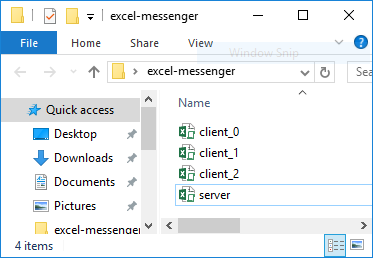 excel-messenger
File Home Share View
Window Snip
excel-messenger
Sea
Quick access
Desktop
Downloads
Documents
Pictures
excel-messenger
Name
client_0
client_1
client_2
server
4 items